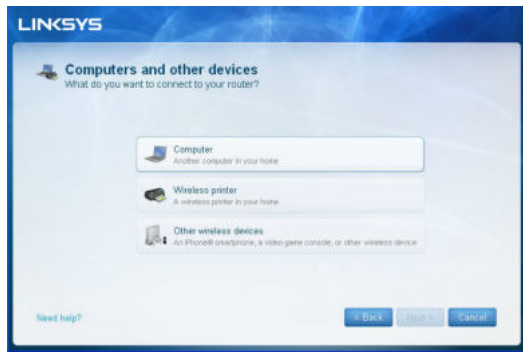 LINKSYS
Computers and other devices
What do you want to connect to your router?
Computer
Another computer in your home
Wireless printer
A wireless printer in your home
Other wireless devices
An iPhone® smartphone, a video game console, or other wireless device
Need help?
< Back
Next >
Cancel